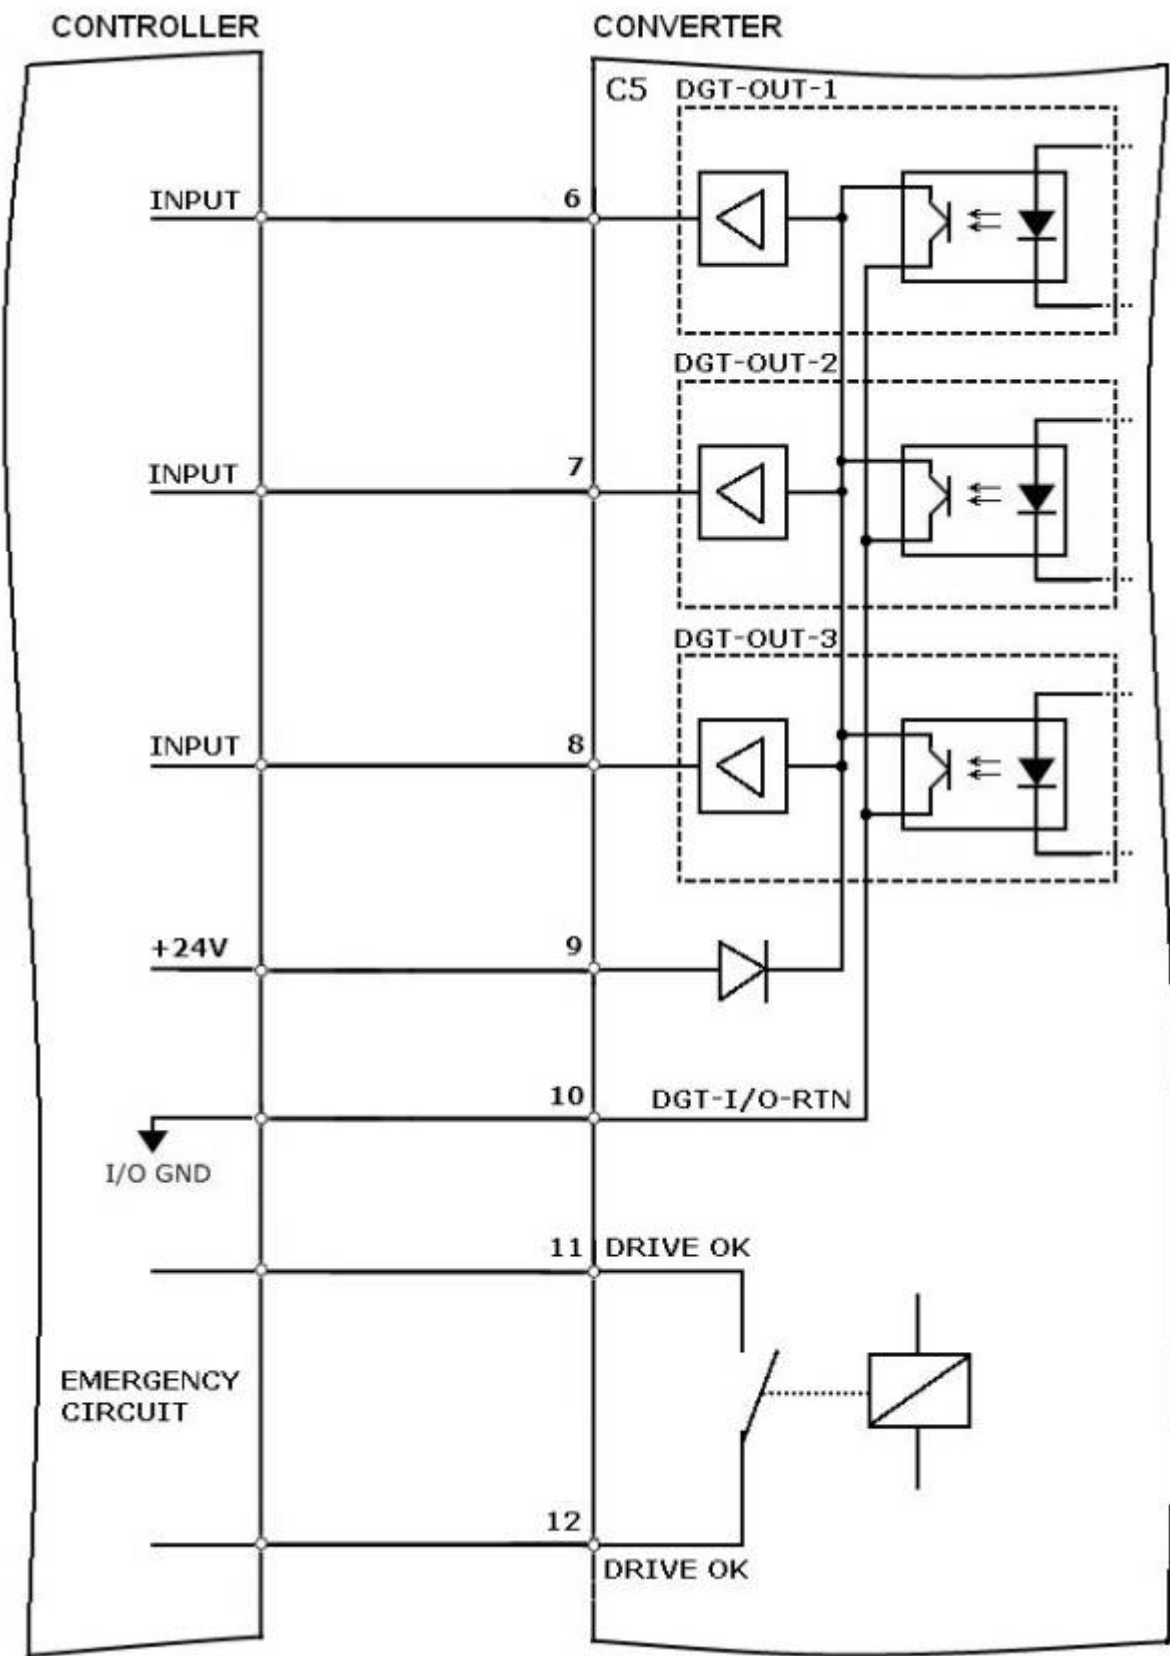 CONTROLLER
CONVERTER
C5
DGT-OUT-1
INPUT
6
DGT-OUT-2
INPUT
7
DGT-OUT-3
INPUT
8
+24V
9
10
DGT-I/O-RTN
I/O GND
11
DRIVE OK
EMERGENCY
CIRCUIT
12
DRIVE OK